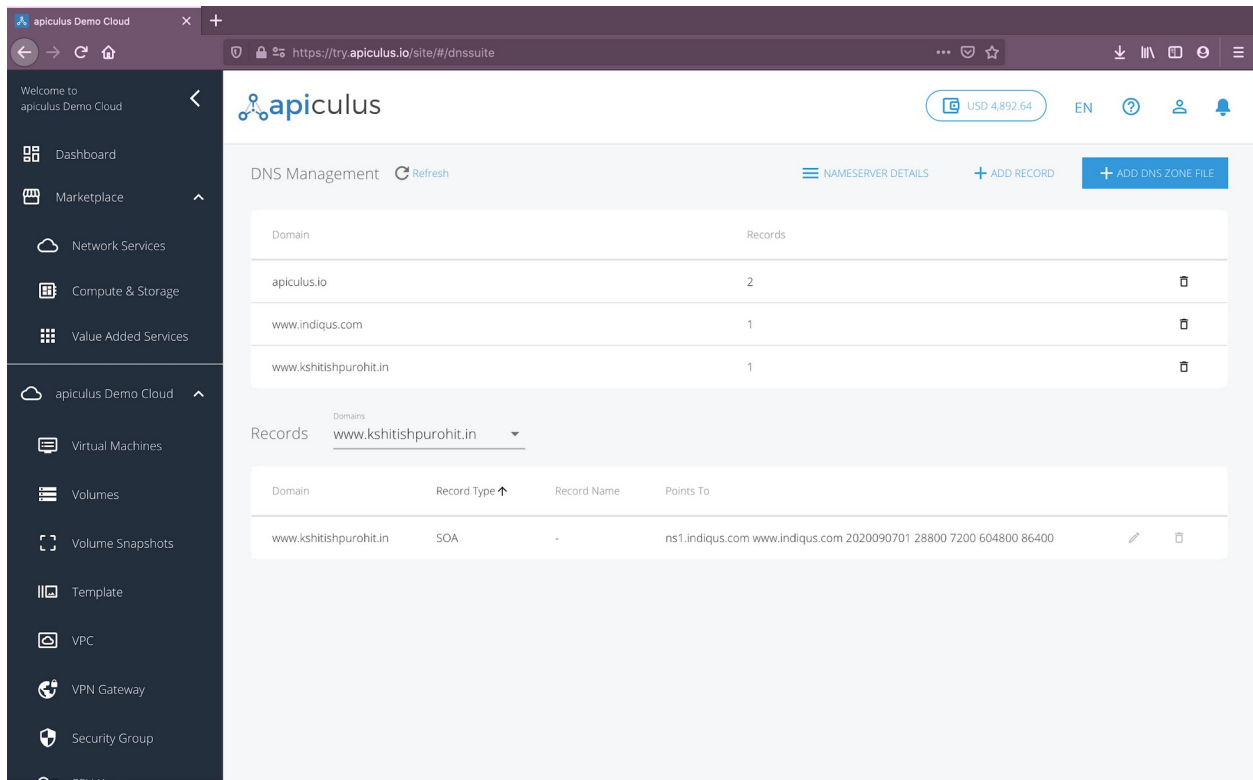 apiculus Demo Cloud
https://try.apiculus.io/site/#/dnssuite
Welcome to
apiculus Demo Cloud
Dashboard
Marketplace
Network Services
Compute & Storage
Value Added Services
apiculus Demo Cloud
Virtual Machines
Volumes
Volume Snapshots
Template
VPC
VPN Gateway
Security Group
apiculus
USD 4,892.64
EN
DNS Management
Refresh
NAMESERVER DETAILS
ADD RECORD
ADD DNS ZONE FILE
Domain Records
apiculus.io 2
www.indiqus.com 1
www.kshitishpurohit.in 1
Records
Domains
www.kshitishpurohit.in
Domain Record Type Record Name Points To
www.kshitishpurohit.in SOA - ns1.indiqus.com www.indiqus.com 2020090701 28800 7200 604800 86400